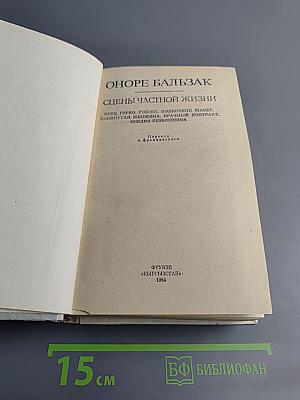 ОНОРЕ БАЛЬЗАК
СЦЕНЫ ЧАСТНОЙ ЖИЗНИ
ОТЕЦ ГОРИО, ГОБСЕК, ПОЛКОВНИК ШАБЕР,
ПОКИНУТАЯ ЖЕНЩИНА, БРАЧНЫЙ КОНТРАКТ,
ОБЕДНЯ БЕЗБОЖНИКА
Перевод
с французского
ФРУНЗЕ
«КЫРГЫЗСТАН»
1984
15 см
БФ БИБЛИОФАН